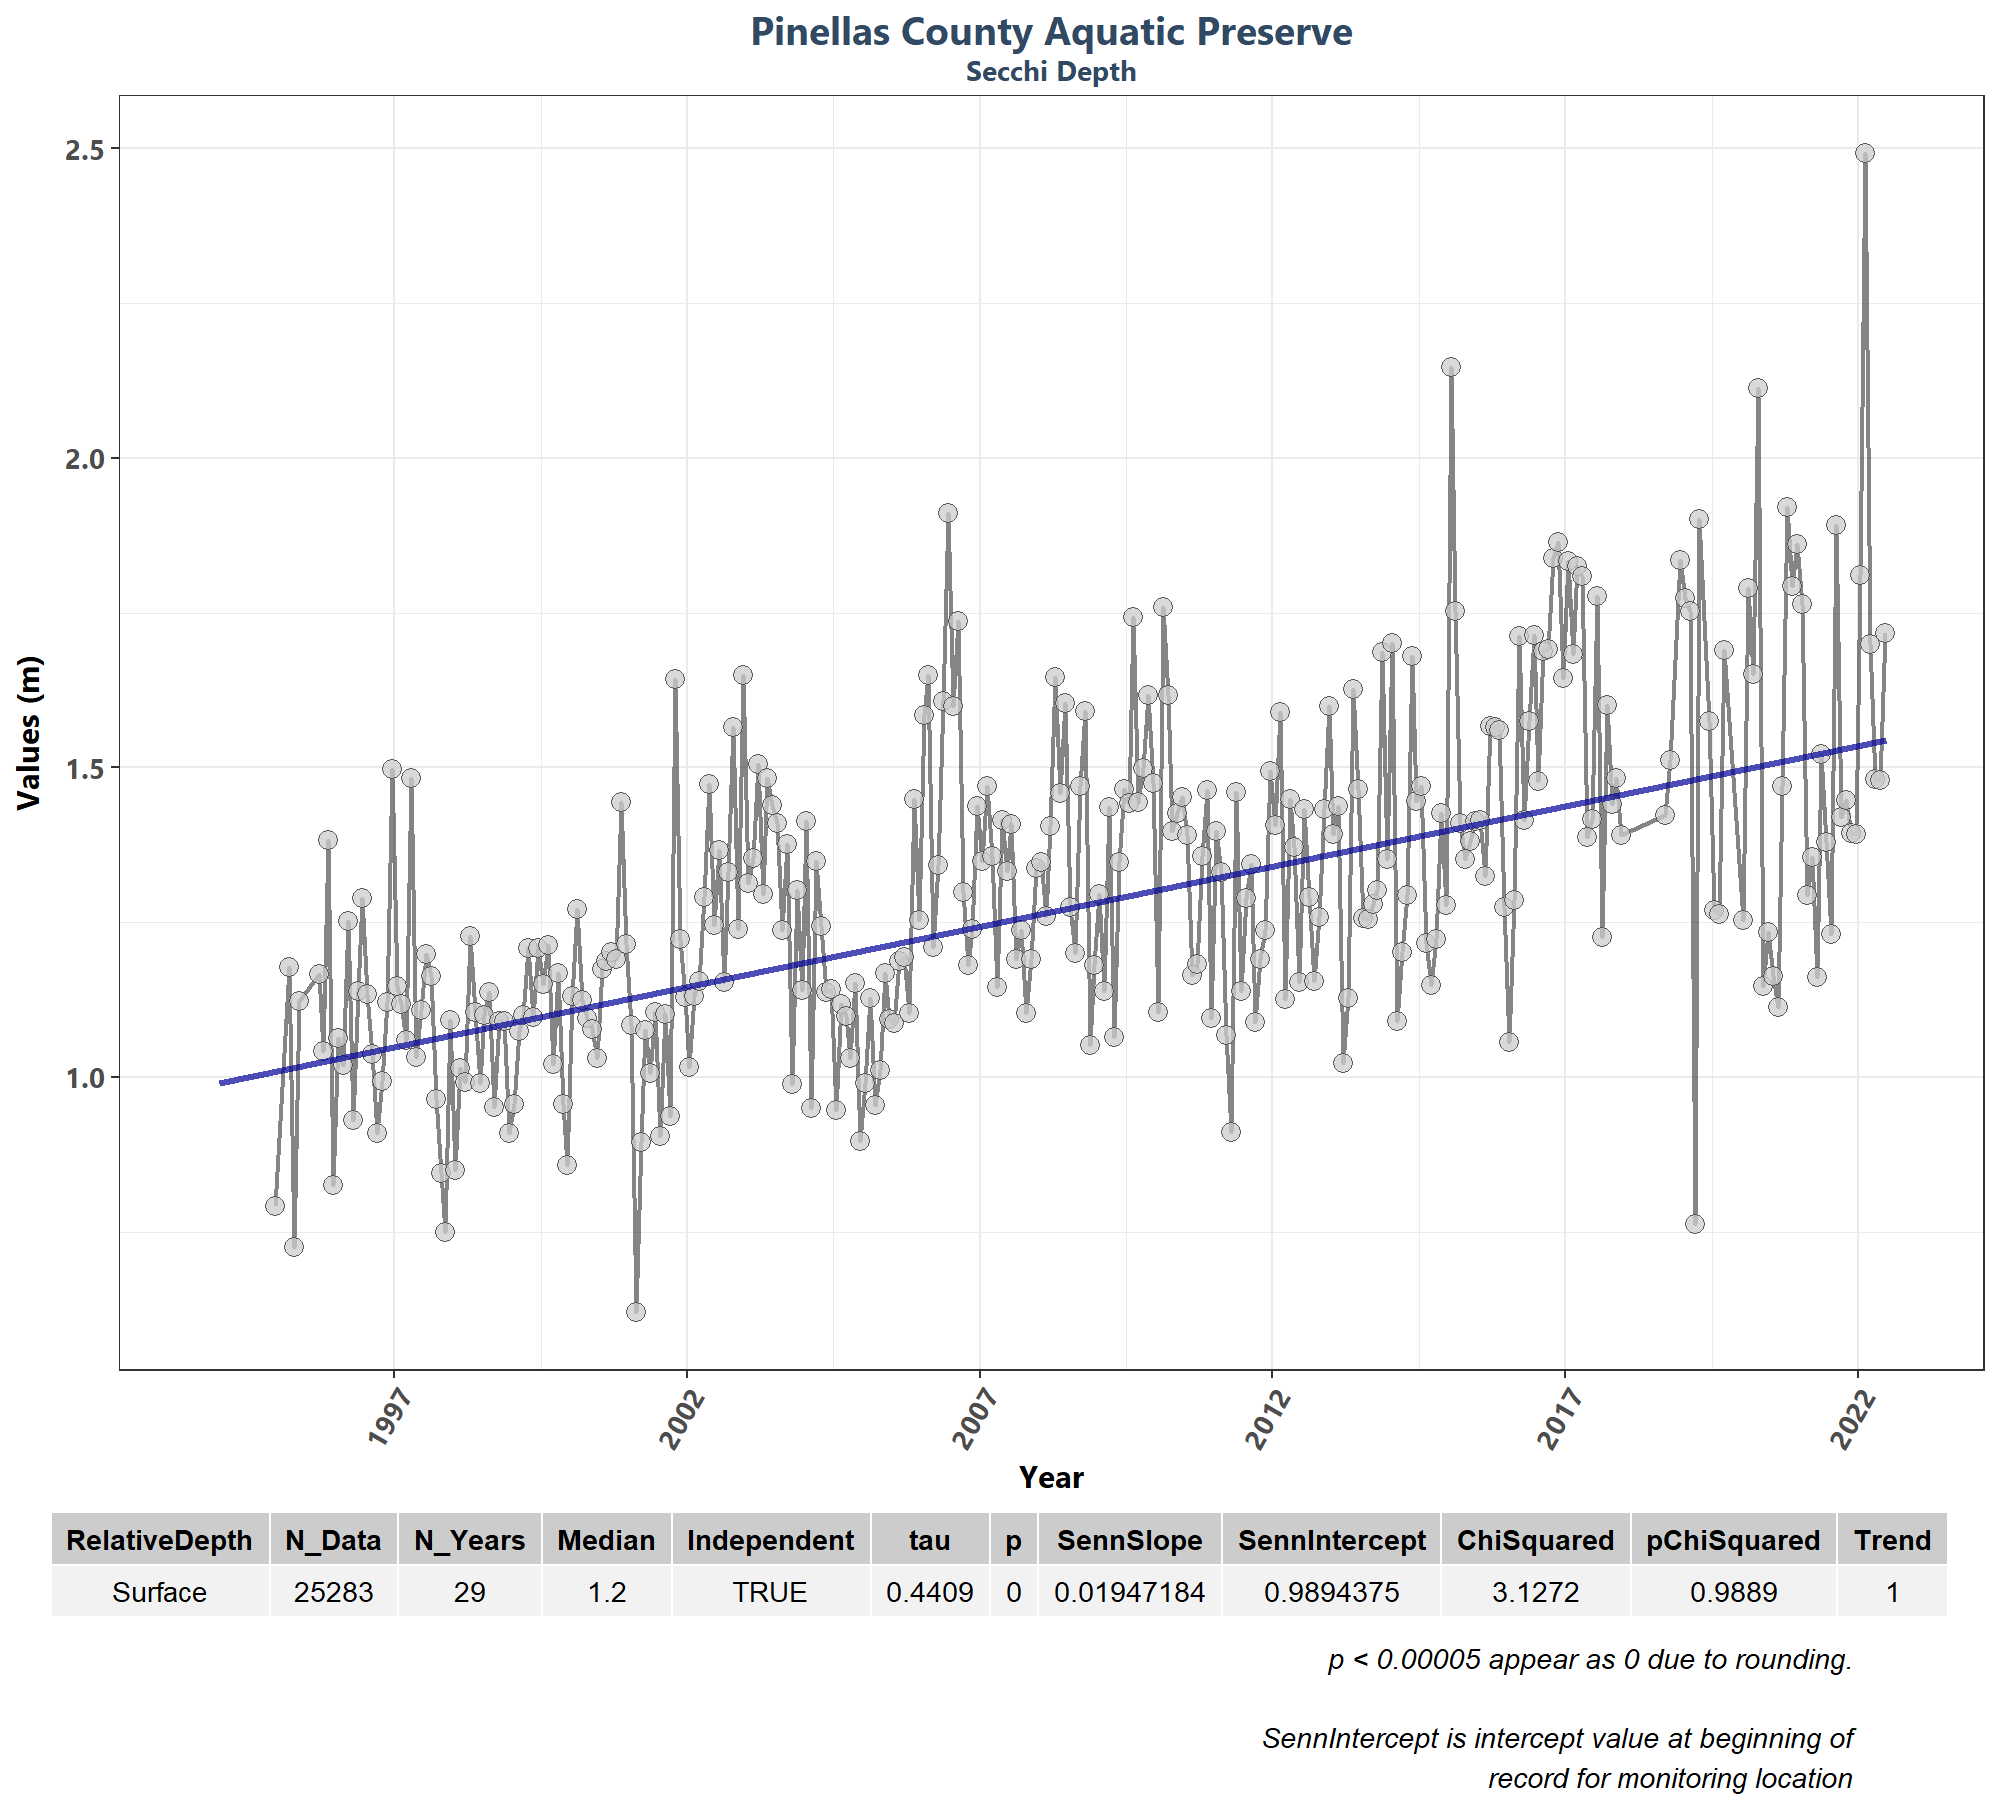 Pinellas County Aquatic Preserve
Secchi Depth
2.5
2.0
1.5
1.0
Values (m)
1997
2002
2007
2012
2017
2022
Year
RelativeDepth N_Data N_Years Median Independent tau p SennSlope SennIntercept ChiSquared pChiSquared Trend
Surface 25283 29 1.2 TRUE 0.4409 0 0.01947184 0.9894375 3.1272 0.9889 1
p < 0.00005 appear as 0 due to rounding.
SennIntercept is intercept value at beginning of
record for monitoring location